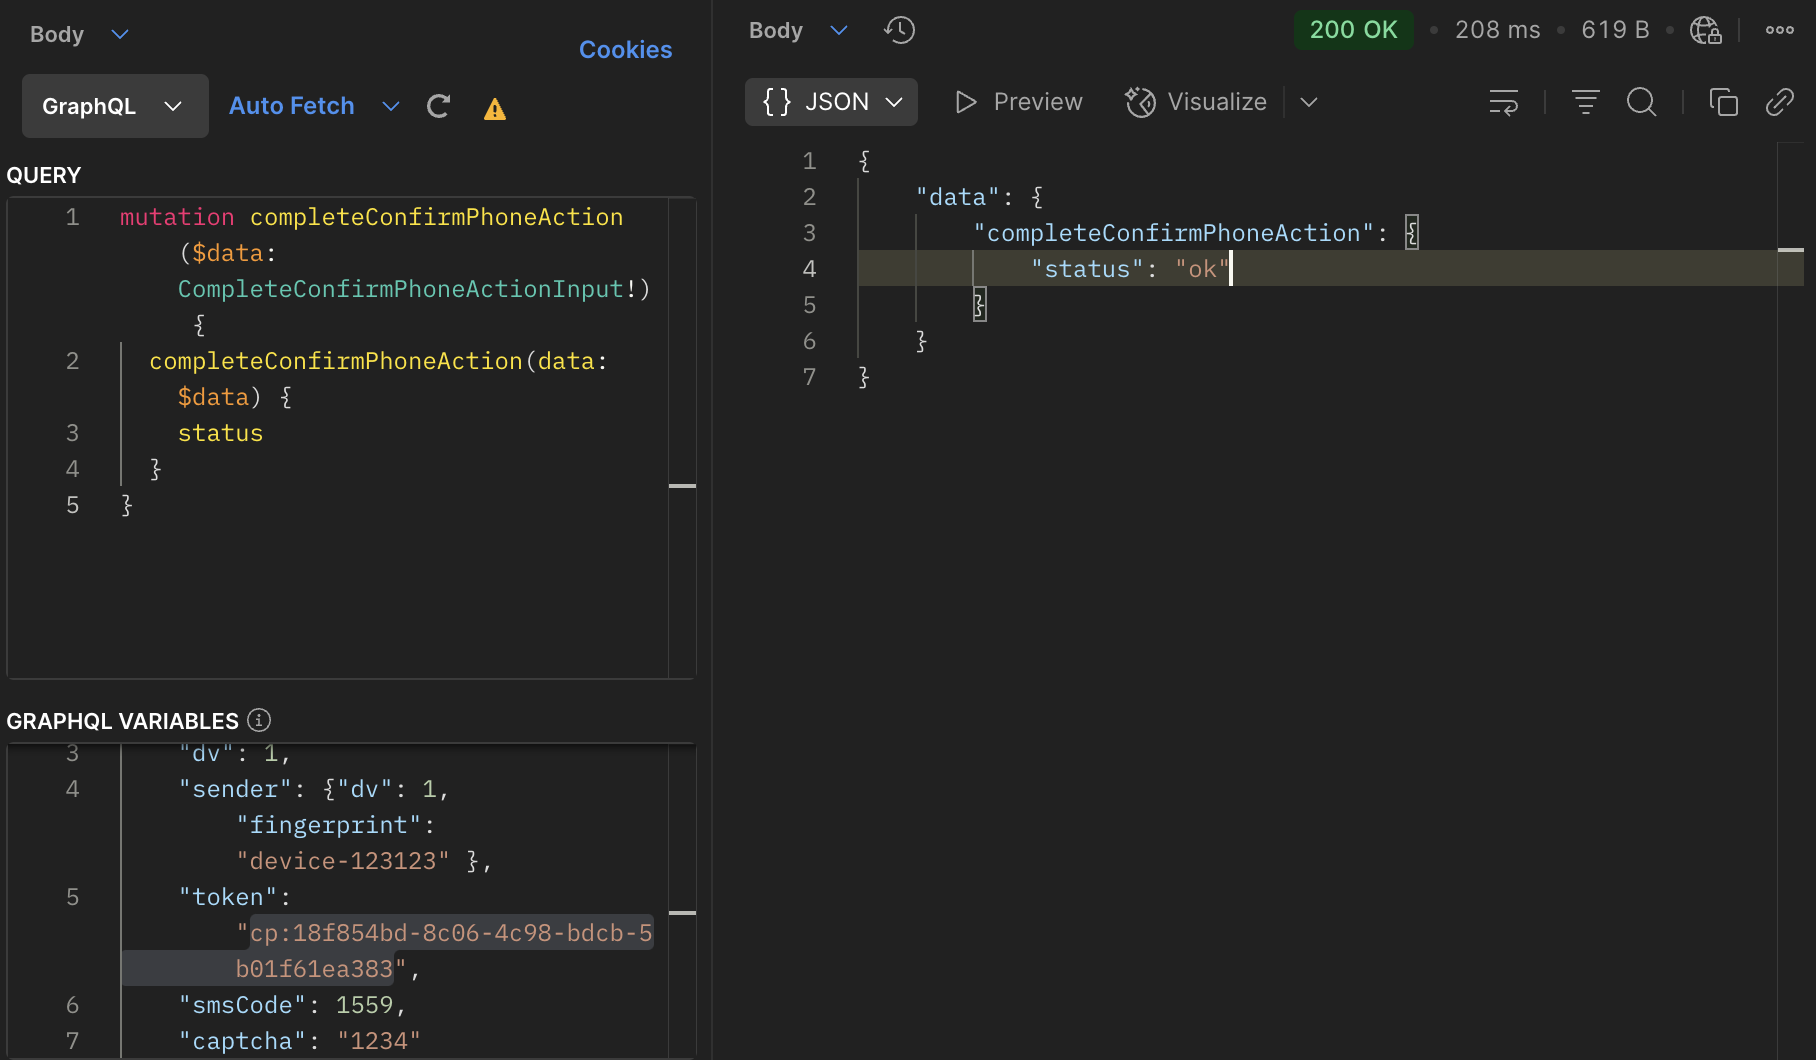 Body
Cookies
GraphQL
Auto Fetch
QUERY
1 mutation completeConfirmPhoneAction
($data:
CompleteConfirmPhoneActionInput!)
{
2 completeConfirmPhoneAction(data:
$data) {
3 status
4 }
5 }
GRAPHQL VARIABLES
3 "dv": 1,
4 "sender": {"dv": 1,
"fingerprint":
"device-123123" },
5 "token":
"cp:18f854bd-8c06-4c98-bdcb-5
b01f61ea383",
6 "smsCode": 1559,
7 "captcha": "1234"
Body
200 OK • 208 ms • 619 B •
{} JSON
Preview
Visualize
1 {
2 "data": {
3 "completeConfirmPhoneAction": {
4 "status": "ok"
5 }
6 }
7 }